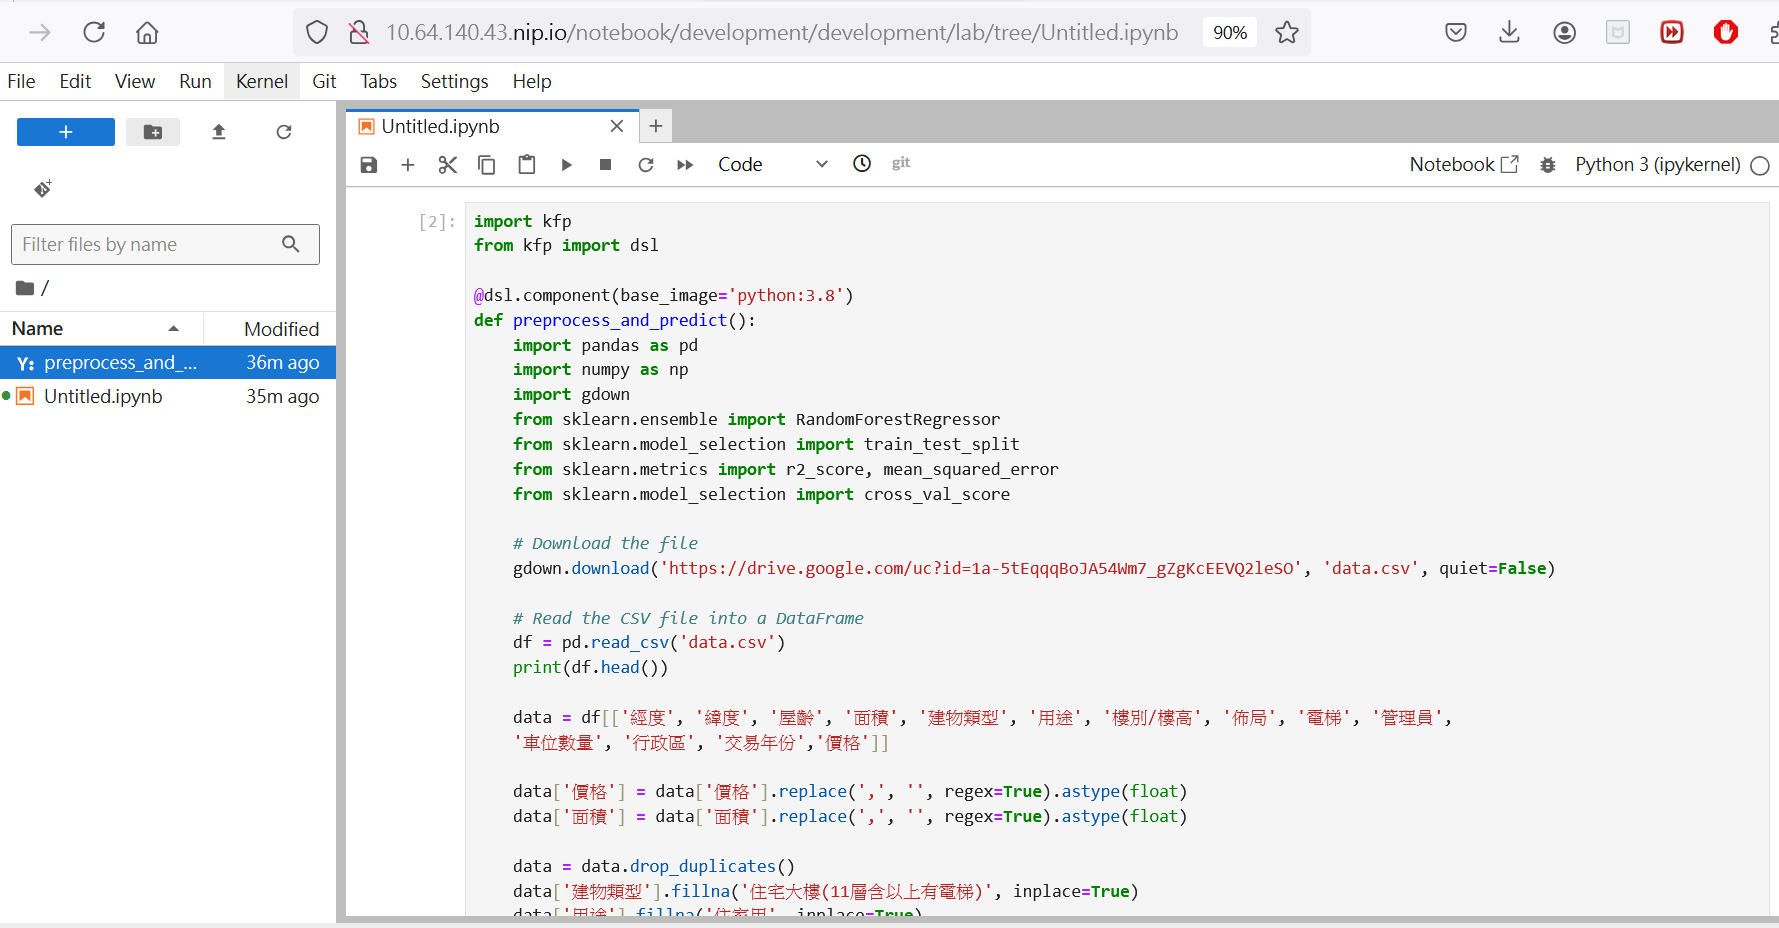 10.64.140.43.nip.io/notebook/development/development/lab/tree/Untitled.ipynb
90%
File Edit View Run Kernel Git Tabs Settings Help
Untitled.ipynb
Code
git
Notebook
Python 3 (ipykernel)
Filter files by name
/
Name Modified
preprocess_and_... 36m ago
Untitled.ipynb 35m ago
[2]:
import kfp
from kfp import dsl
@dsl.component(base_image='python:3.8')
def preprocess_and_predict():
import pandas as pd
import numpy as np
import gdown
from sklearn.ensemble import RandomForestRegressor
from sklearn.model_selection import train_test_split
from sklearn.metrics import r2_score, mean_squared_error
from sklearn.model_selection import cross_val_score
# Download the file
gdown.download('https://drive.google.com/uc?id=1a-5tEqqqBoJA54Wm7_gZgKcEEVQ2leSO', 'data.csv', quiet=False)
# Read the CSV file into a DataFrame
df = pd.read_csv('data.csv')
print(df.head())
data = df[['經度', '緯度', '屋齡', '面積', '建物類型', '用途', '樓別/樓高', '佈局', '電梯', '管理員',
'車位數量', '行政區', '交易年份','價格']]
data['價格'] = data['價格'].replace(',', '', regex=True).astype(float)
data['面積'] = data['面積'].replace(',', '', regex=True).astype(float)
data = data.drop_duplicates()
data['建物類型'].fillna('住宅大樓(11層含以上有電梯)', inplace=True)
data['用途'].fillna('住家用', inplace=True)